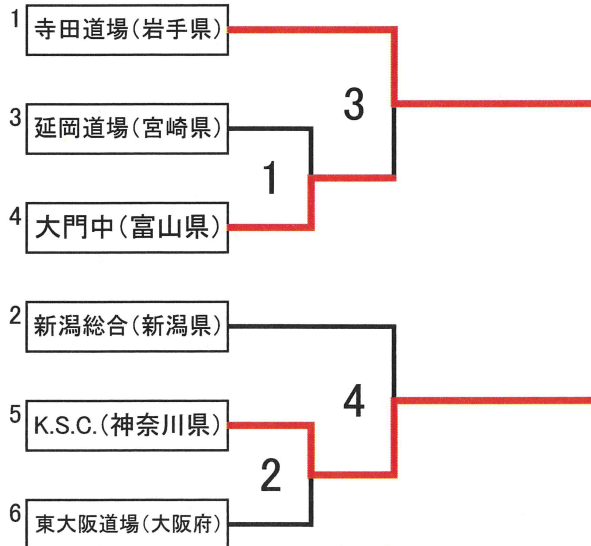 1 寺田道場(岩手県)
3
3 延岡道場(宮崎県)
1
4 大門中(富山県)
2 新潟総合(新潟県)
4
5 K.S.C.(神奈川県)
2
6 東大阪道場(大阪府)